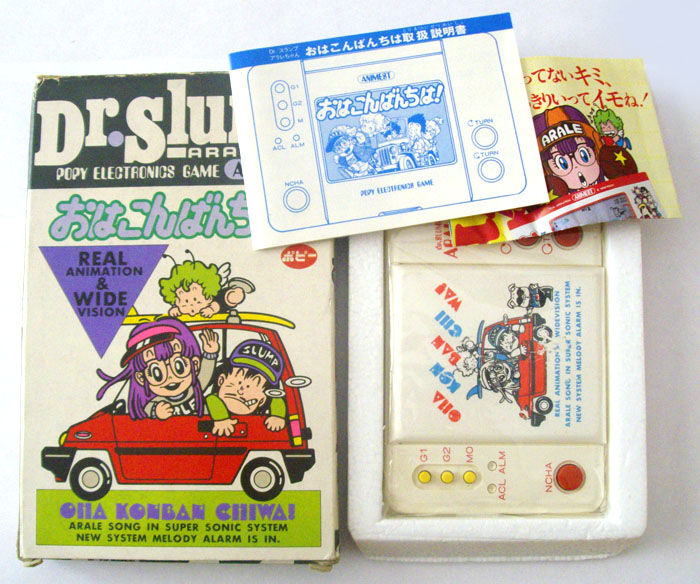 Dr.Slump
ARA
POPY ELECTRONICS GAME A
おはこんばんち
REAL
ANIMATION
&
WIDE
VISION
ポピー
SLUMP
OHA KONBAN CHIWA!
ARALE SONG IN SUPER SONIC SYSTEM
NEW SYSTEM MELODY ALARM IS IN.
Dr.スランプ
アラレちゃん
おはこんばんちは取扱説明書
ANIMEST
おはこんばんちは!
G1
G2
M
ACL ALM
NCHA
TURN
TURN
POPY ELECTRONICS GAME
ってないキミ、
きりいってイモね!
ARALE
OHA
KON
BAN
CHI
WA!
REAL ANIMATION & WIDEVISION
ARALE SONG, IN SUPER SONIC SYSTEM
NEW SYSTEM MELODY ALARM IS IN.
G1
G2
MO
ACL ALM
NCHA